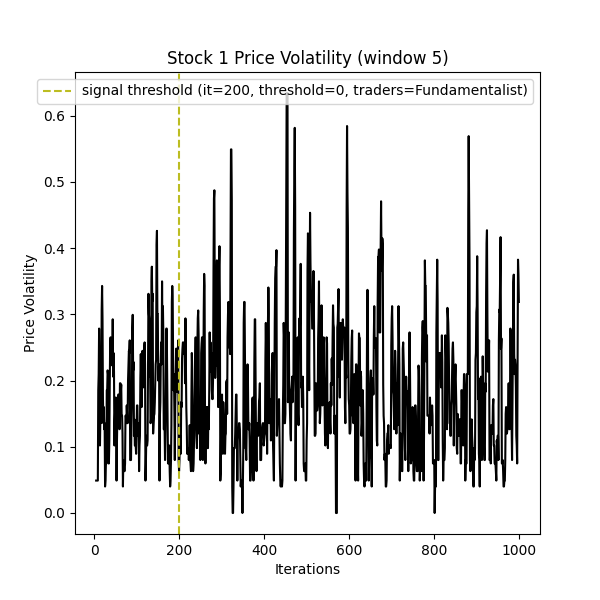 Stock 1 Price Volatility (window 5)
signal threshold (it=200, threshold=0, traders=Fundamentalist)
0.6
0.5
0.4
0.3
0.2
0.1
0.0
Price Volatility
0 200 400 600 800 1000
Iterations